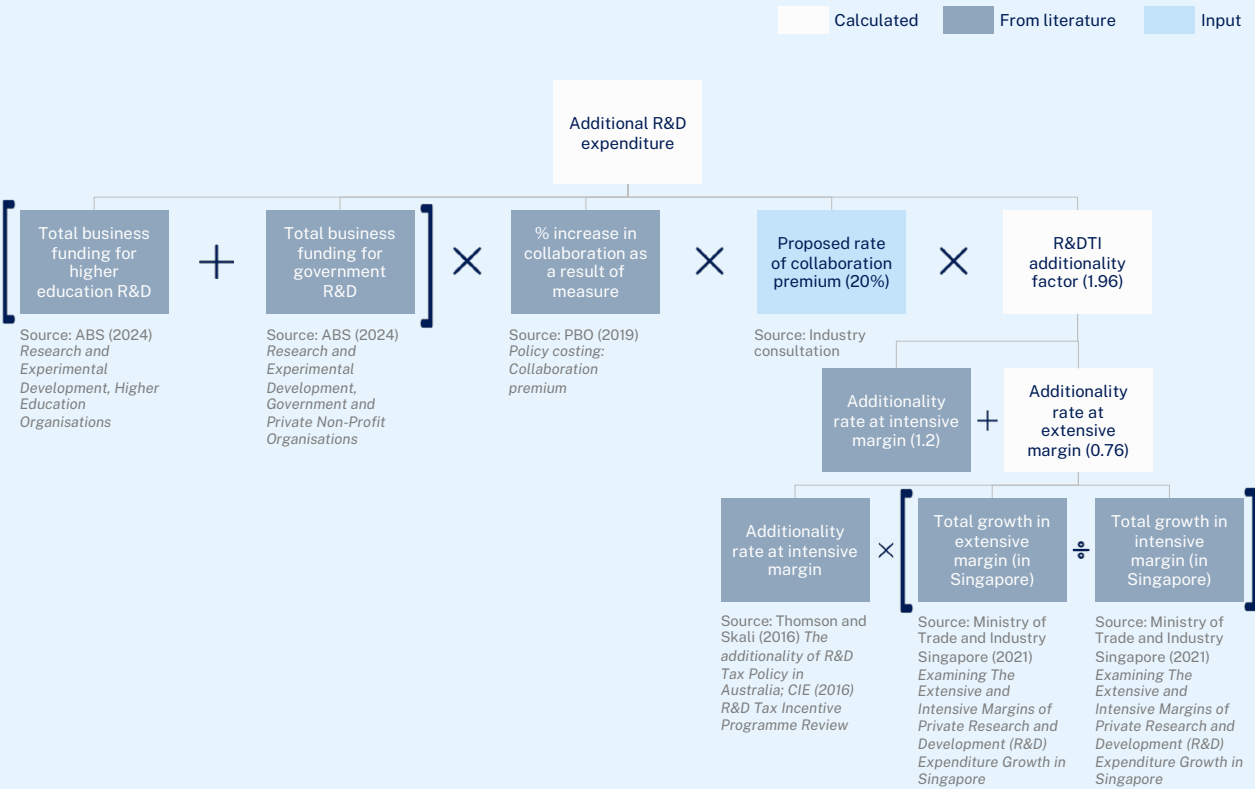 Calculated
From literature
Input
Additional R&D
expenditure
[
Total business
funding for
higher
education R&D
+
Total business
funding for
government
R&D
]
×
% increase in
collaboration as
a result of
measure
×
Proposed rate
of collaboration
premium (20%)
×
R&DTI
additionality
factor (1.96)
Source: ABS (2024)
Research and
Experimental
Development, Higher
Education
Organisations
Source: ABS (2024)
Research and
Experimental
Development,
Government and
Private Non-Profit
Organisations
Source: PBO (2019)
Policy costing:
Collaboration
premium
Source: Industry
consultation
Additionality
rate at intensive
margin (1.2)
+
Additionality
rate at
extensive
margin (0.76)
Additionality
rate at intensive
margin
×
[
Total growth in
extensive
margin (in
Singapore)
÷
Total growth in
intensive
margin (in
Singapore)
]
Source: Thomson and
Skali (2016) The
additionality of R&D
Tax Policy in
Australia; CIE (2016)
R&D Tax Incentive
Programme Review
Source: Ministry of
Trade and Industry
Singapore (2021)
Examining The
Extensive and
Intensive Margins of
Private Research and
Development (R&D)
Expenditure Growth in
Singapore
Source: Ministry of
Trade and Industry
Singapore (2021)
Examining The
Extensive and
Intensive Margins of
Private Research and
Development (R&D)
Expenditure Growth in
Singapore